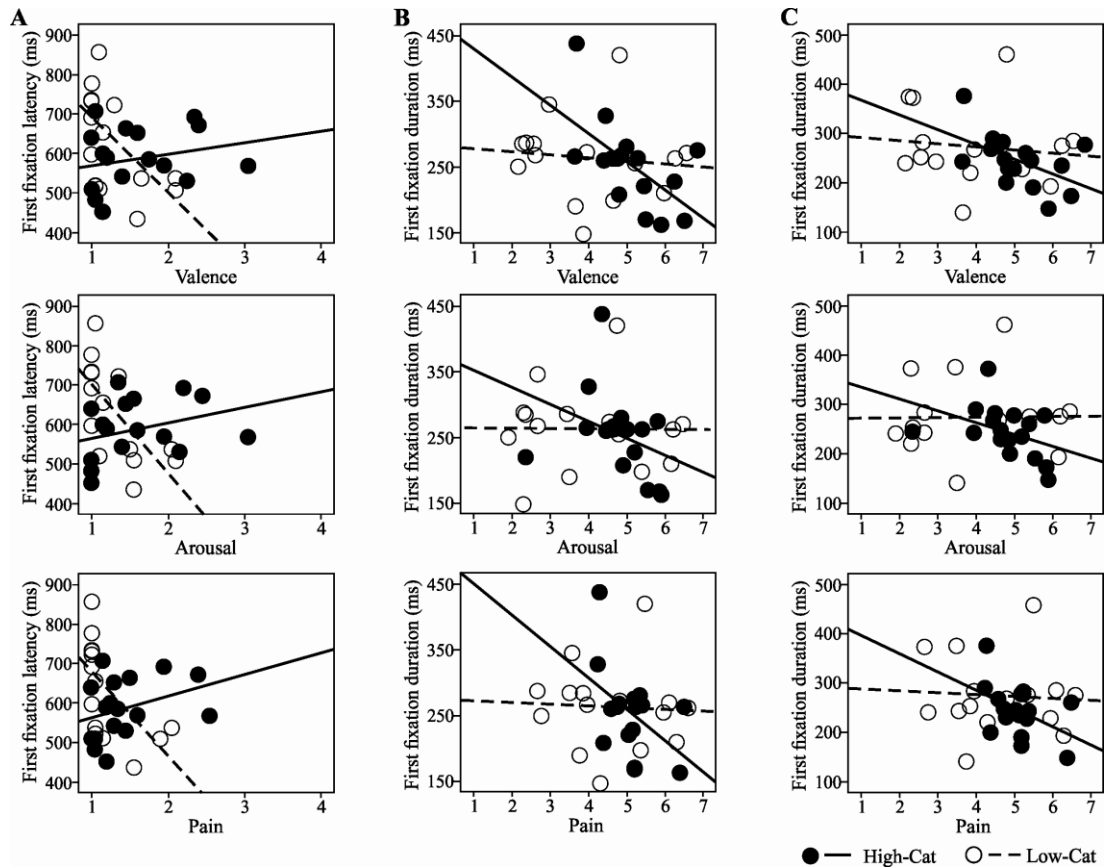 A
B
C
First fixation latency (ms)
900
800
700
600
500
400
1 2 3 4
Valence
First fixation duration (ms)
450
350
250
150
1 2 3 4 5 6 7
Valence
First fixation duration (ms)
500
400
300
200
100
1 2 3 4 5 6 7
Valence
First fixation latency (ms)
900
800
700
600
500
400
1 2 3 4
Arousal
First fixation duration (ms)
450
350
250
150
1 2 3 4 5 6 7
Arousal
First fixation duration (ms)
500
400
300
200
100
1 2 3 4 5 6 7
Arousal
First fixation latency (ms)
900
800
700
600
500
400
1 2 3 4
Pain
First fixation duration (ms)
450
350
250
150
1 2 3 4 5 6 7
Pain
First fixation duration (ms)
500
400
300
200
100
1 2 3 4 5 6 7
Pain
High-Cat Low-Cat